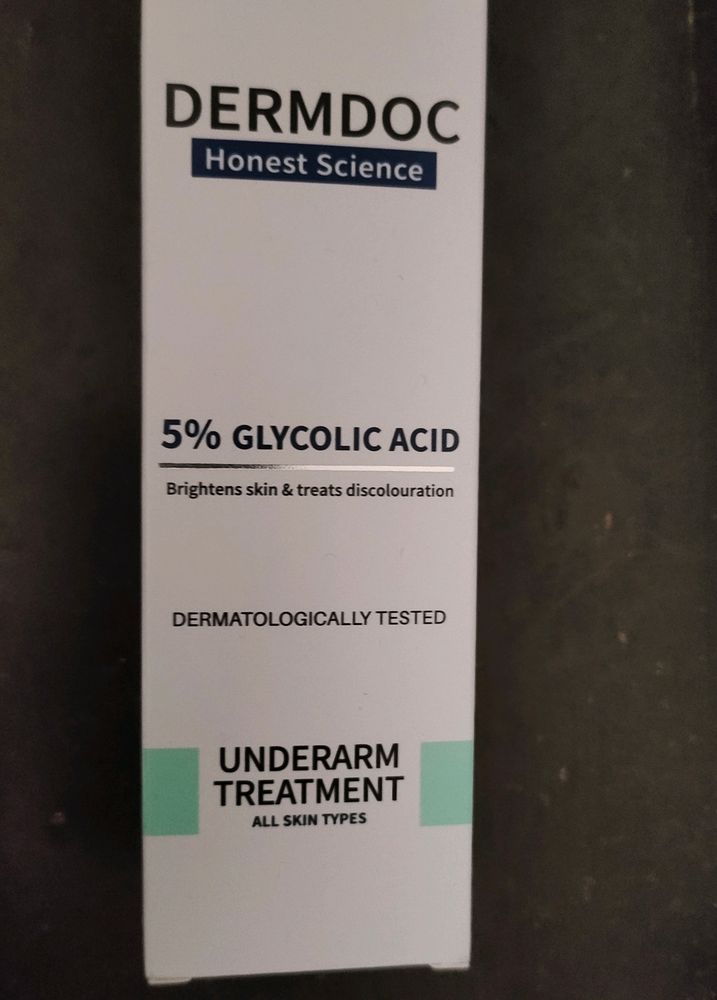 DERMDOC
Honest Science
5% GLYCOLIC ACID
Brightens skin & treats discolouration
DERMATOLOGICALLY TESTED
UNDERARM
TREATMENT
ALL SKIN TYPES